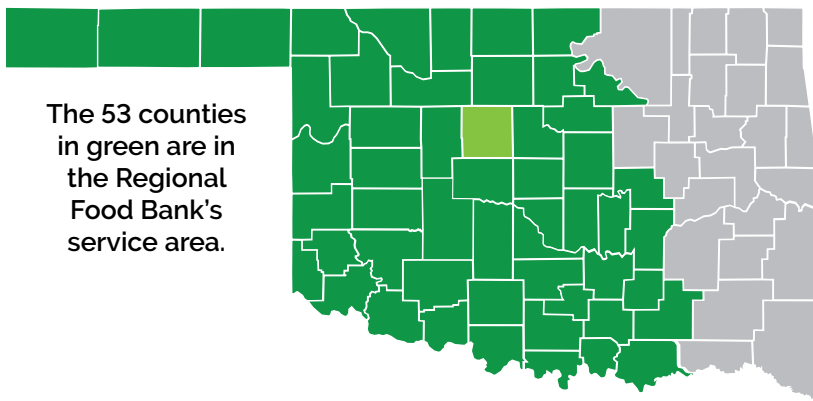 The 53 counties
in green are in
the Regional
Food Bank's
service area.